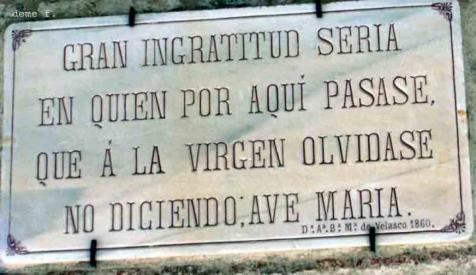 deme f.
GRAN INGRATITUD SERIA
EN QUIEN POR AQUÍ PASASE,
QUE Á LA VIRGEN OLVIDASE
NO DICIENDO; AVE MARIA.
D.ª A.ª B.ª M.ª de Velasco 1860.